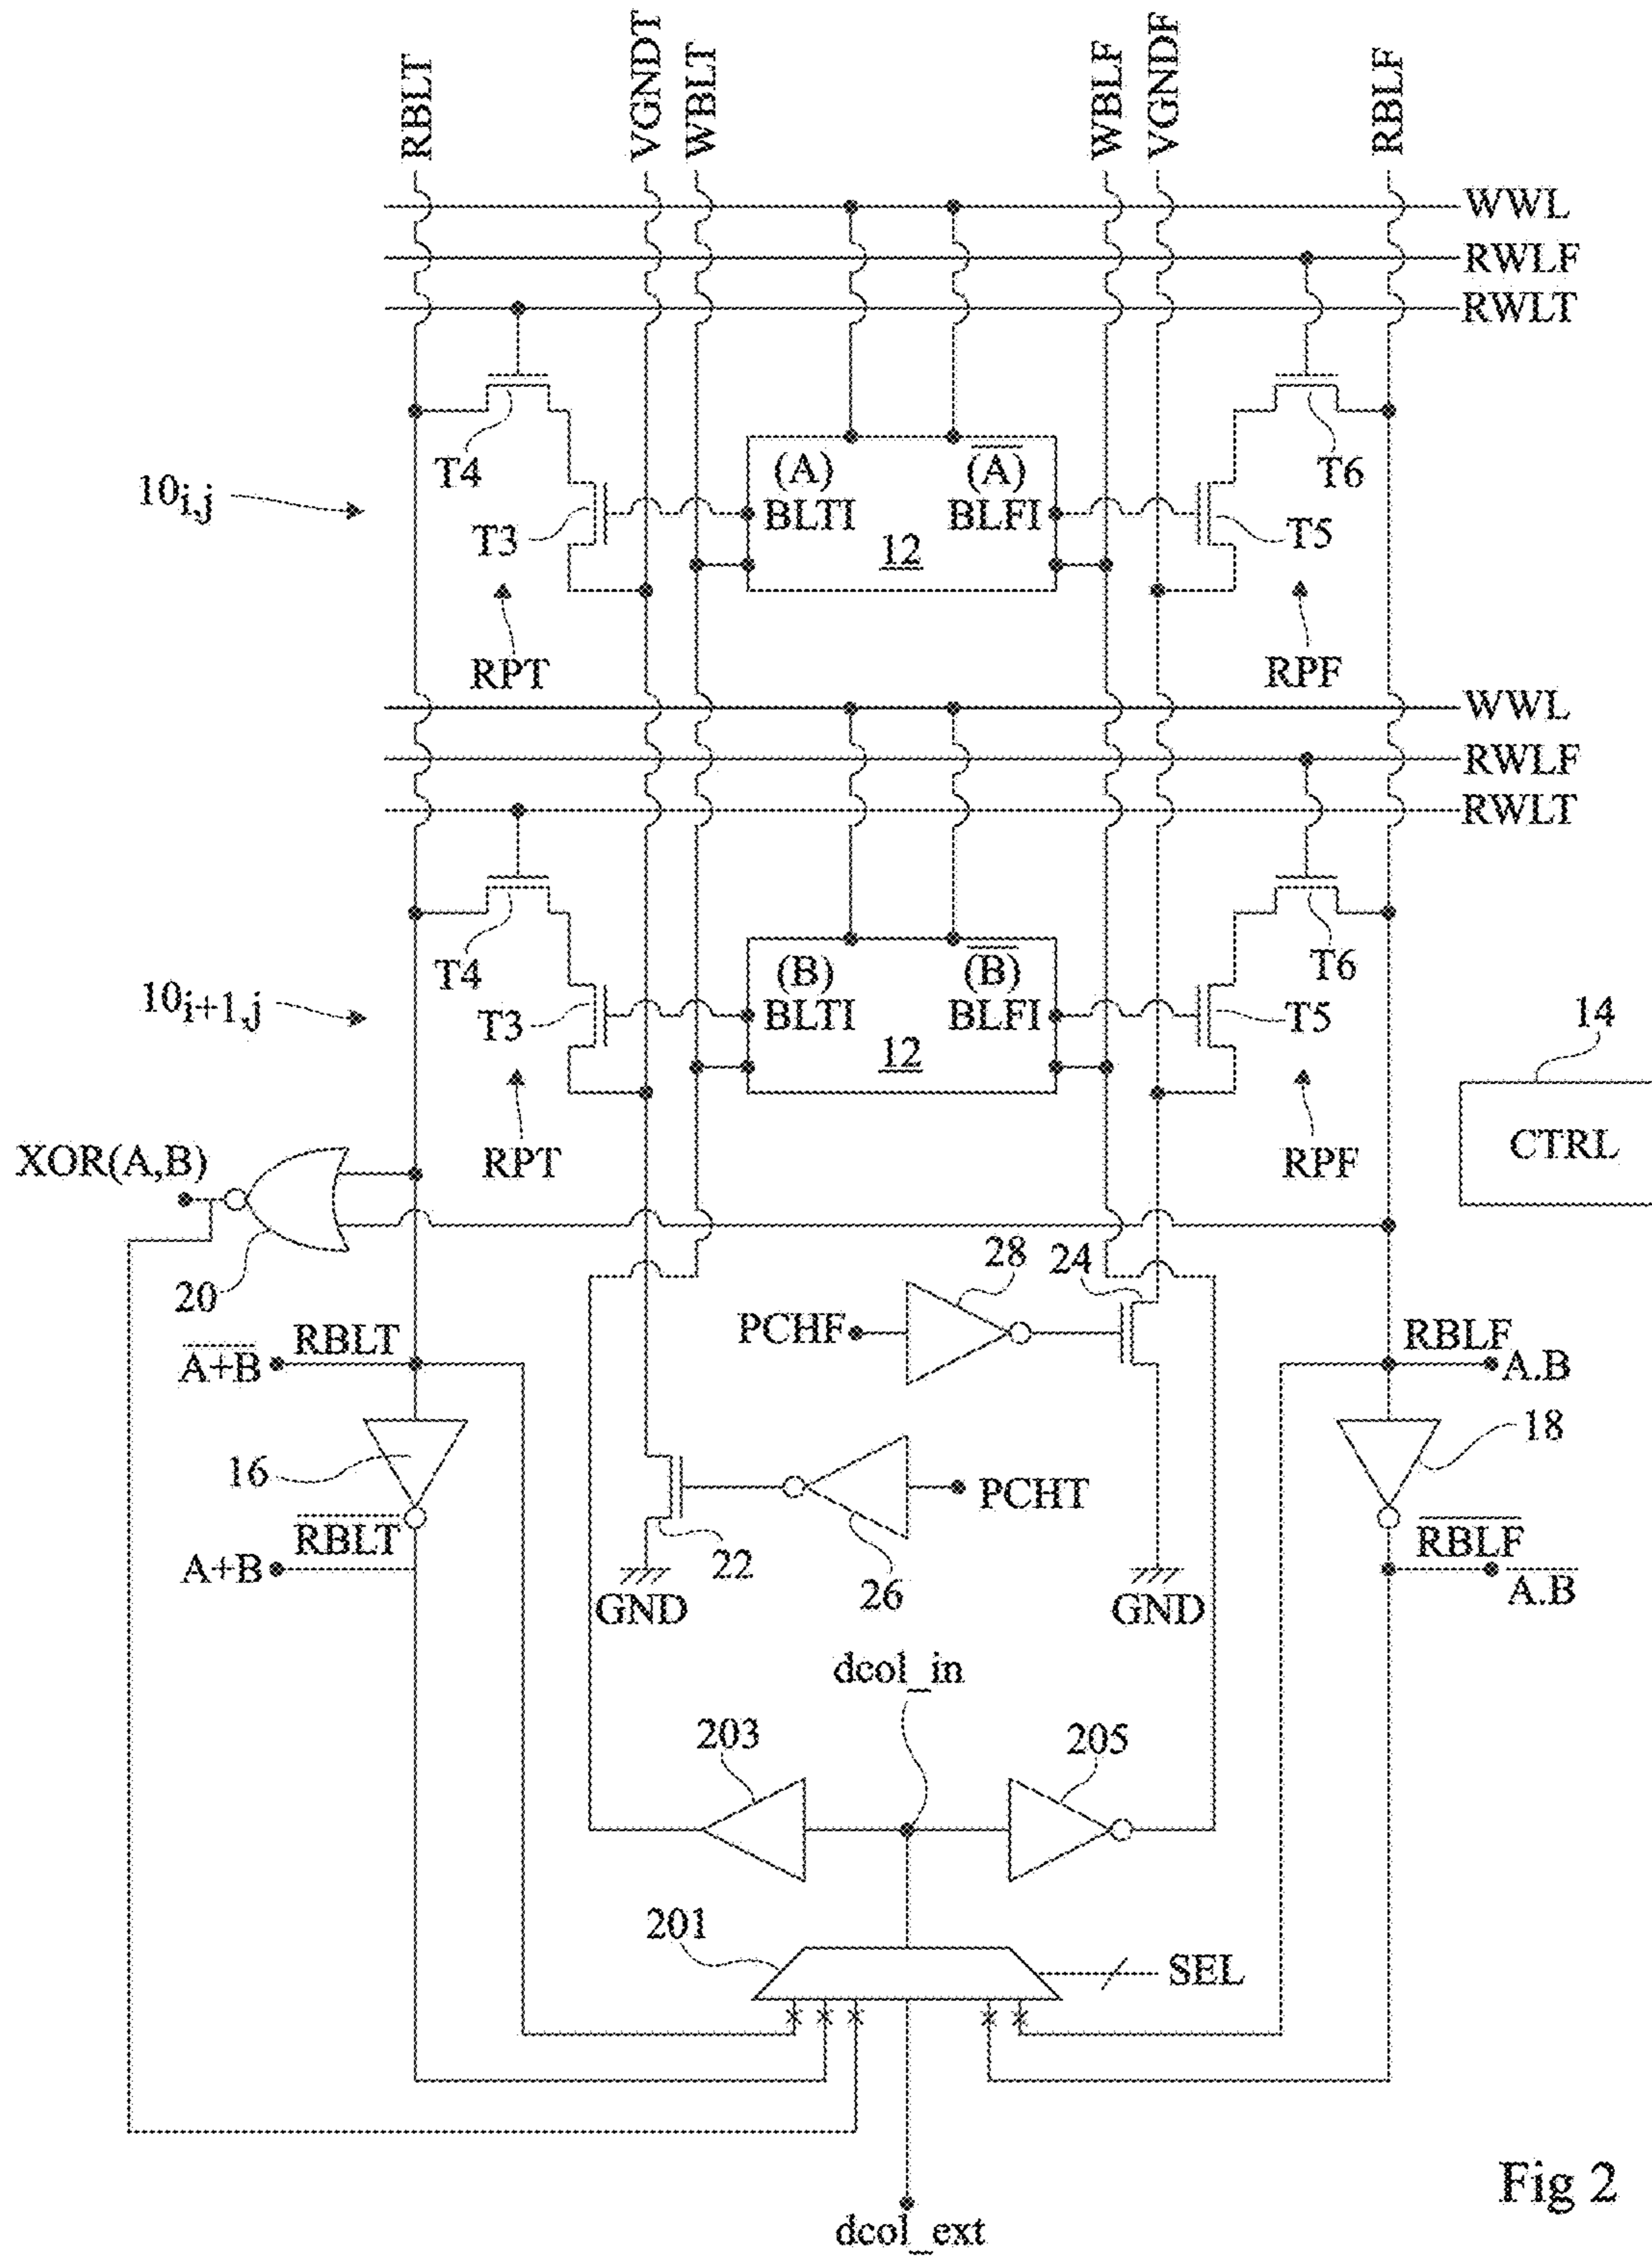 RBLT
VGNDT
WBLT
WBLF
VGNDF
RBLF
WWL
RWLF
RWLT
T4
(A)
(A̅)
T6
10i,j
T3
BLTI
BLFI
T5
12
RPT
RPF
WWL
RWLF
RWLT
T4
(B)
(B̅)
T6
10i+1,j
T3
BLTI
BLFI
T5
14
12
CTRL
XOR(A,B)
RPT
RPF
20
28
24
PCHF
RBLT
A̅+̅B̅
RBLF
A.B
16
18
PCHT
R̅B̅L̅T̅
R̅B̅L̅F̅
A+B
22
26
A̅.̅B̅
GND
GND
dcol_in
203
205
201
SEL
dcol_ext
Fig 2